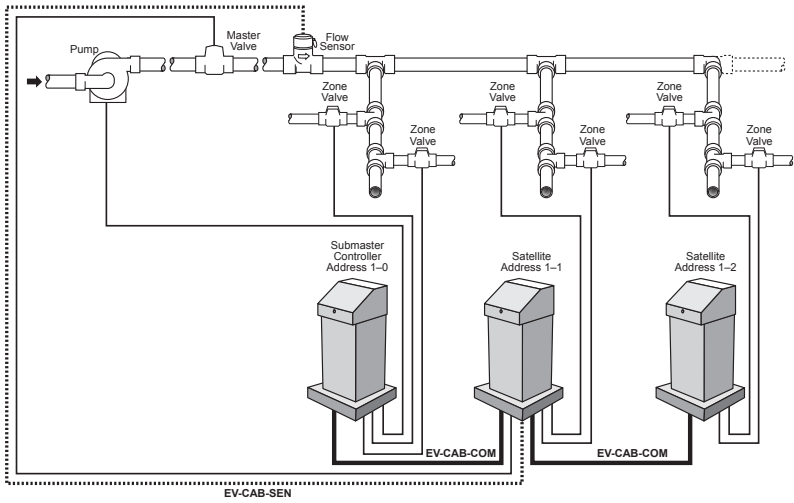 Master
Valve
Flow
Sensor
Pump
Zone
Valve
Zone
Valve
Zone
Valve
Zone
Valve
Zone
Valve
Zone
Valve
Submaster
Controller
Address 1–0
Satellite
Address 1–1
Satellite
Address 1–2
EV-CAB-COM
EV-CAB-COM
EV-CAB-SEN